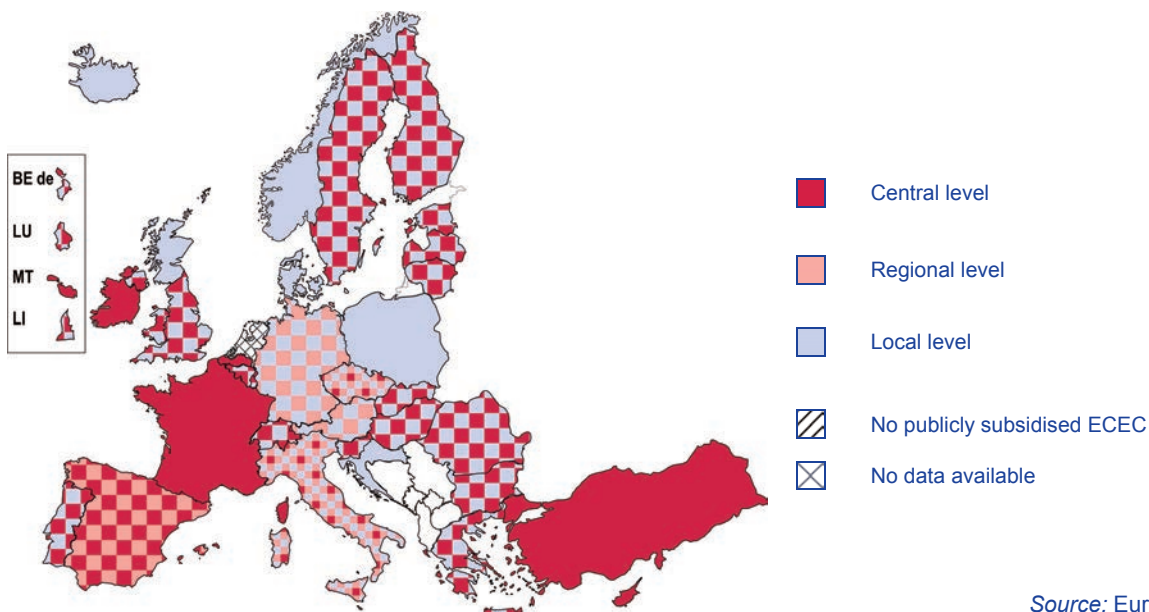 BE de
LU
MT
LI
Central level
Regional level
Local level
No publicly subsidised ECEC
No data available
Source: Eur